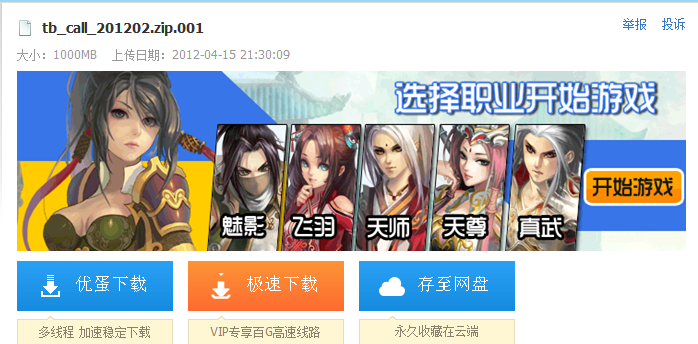 tb_call_201202.zip.001
举报 投诉
大小：1000MB 上传日期：2012-04-15 21:30:09
选择职业开始游戏
魅影 飞羽 天师 天尊 真武
开始游戏
优蛋下载 极速下载 存至网盘
多线程 加速稳定下载 VIP专享百G高速线路 永久收藏在云端